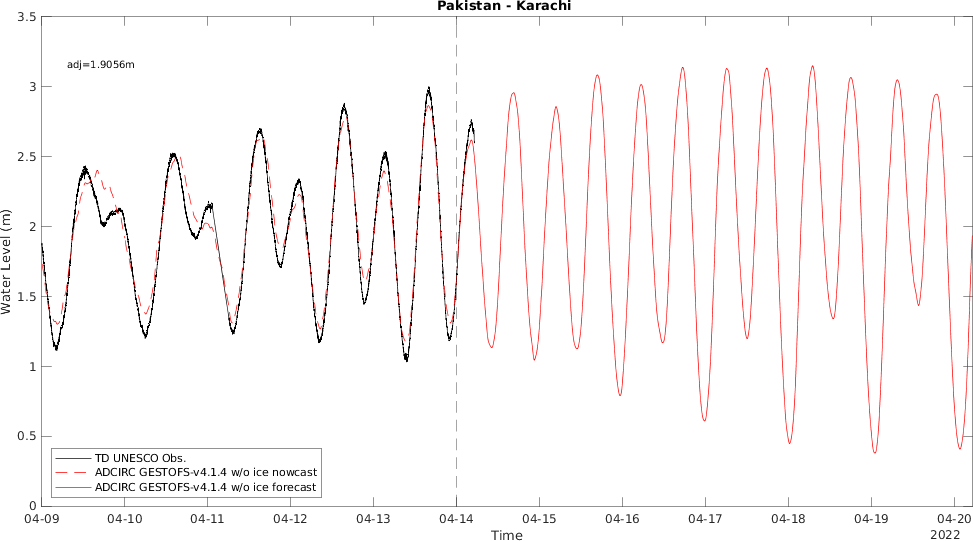 Pakistan - Karachi
adj=1.9056m
3.5
3
2.5
2
1.5
1
0.5
0
Water Level (m)
TD UNESCO Obs.
ADCIRC GESTOFS-v4.1.4 w/o ice nowcast
ADCIRC GESTOFS-v4.1.4 w/o ice forecast
04-09 04-10 04-11 04-12 04-13 04-14 04-15 04-16 04-17 04-18 04-19 04-20
Time
2022